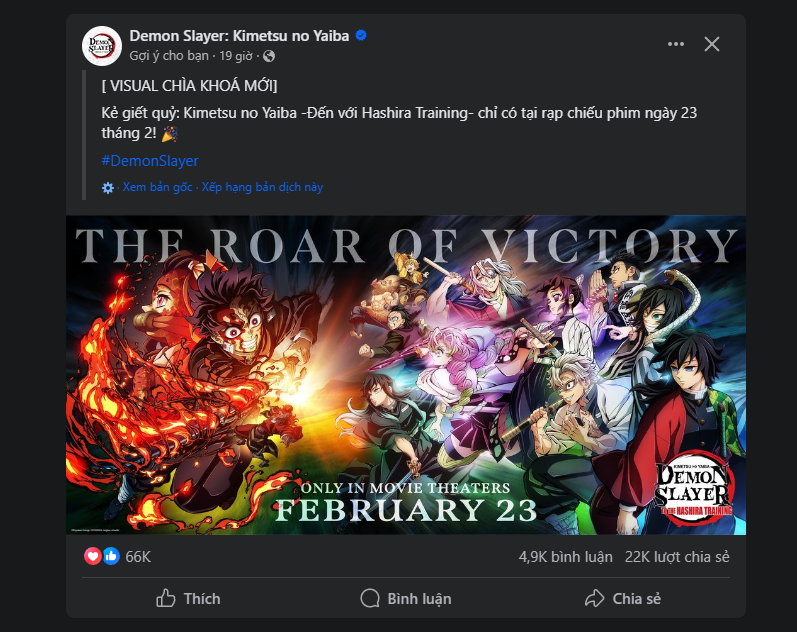 Demon Slayer: Kimetsu no Yaiba
Gợi ý cho bạn · 19 giờ ·
[ VISUAL CHÌA KHOÁ MỚI]
Kẻ giết quỷ: Kimetsu no Yaiba -Đến với Hashira Training- chỉ có tại rạp chiếu phim ngày 23
tháng 2! 🎉
#DemonSlayer
· Xem bản gốc · Xếp hạng bản dịch này
THE ROAR OF VICTORY
ONLY IN MOVIE THEATERS
FEBRUARY 23
KIMETSU NO YAIBA
DEMON
SLAYER
TO THE HASHIRA TRAINING
66K
4,9K bình luận 22K lượt chia sẻ
Thích
Bình luận
Chia sẻ